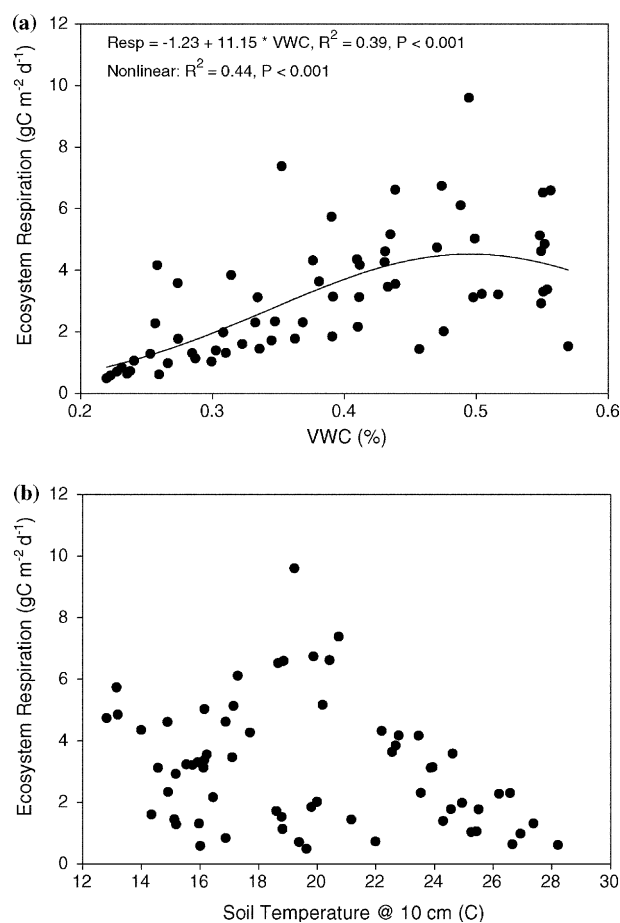 (a)
Resp = -1.23 + 11.15 * VWC, R² = 0.39, P < 0.001
Nonlinear: R² = 0.44, P < 0.001
Ecosystem Respiration (gC m⁻² d⁻¹)
12
10
8
6
4
2
0
0.2 0.3 0.4 0.5 0.6
VWC (%)
(b)
Ecosystem Respiration (gC m⁻² d⁻¹)
12
10
8
6
4
2
0
12 14 16 18 20 22 24 26 28 30
Soil Temperature @ 10 cm (C)